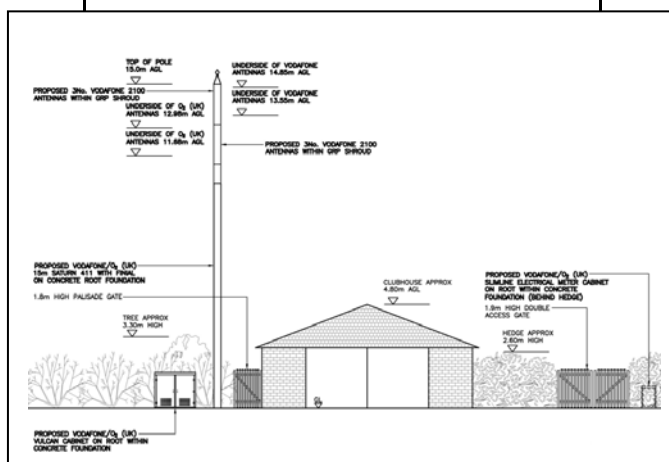 TOP OF POLE
15.0m AGL
UNDERSIDE OF VODAFONE
ANTENNAS 14.85m AGL
PROPOSED 3No. VODAFONE 2100
ANTENNAS WITHIN GRP SHROUD
UNDERSIDE OF VODAFONE
ANTENNAS 13.55m AGL
UNDERSIDE OF O₂ (UK)
ANTENNAS 12.98m AGL
UNDERSIDE OF O₂ (UK)
ANTENNAS 11.68m AGL
PROPOSED 3No. VODAFONE 2100
ANTENNAS WITHIN GRP SHROUD
PROPOSED VODAFONE/O₂ (UK)
15m SATURN 411 WITH FINIAL
ON CONCRETE ROOT FOUNDATION
1.8m HIGH PALISADE GATE
TREE APPROX
3.30m HIGH
CLUBHOUSE APPROX
4.80m AGL
PROPOSED VODAFONE/O₂ (UK)
SLIMLINE ELECTRICAL METER CABINET
ON ROOT WITHIN CONCRETE
FOUNDATION (BEHIND HEDGE)
1.9m HIGH DOUBLE
ACCESS GATE
HEDGE APPROX
2.60m HIGH
PROPOSED VODAFONE/O₂ (UK)
VULCAN CABINET ON ROOT WITHIN
CONCRETE FOUNDATION